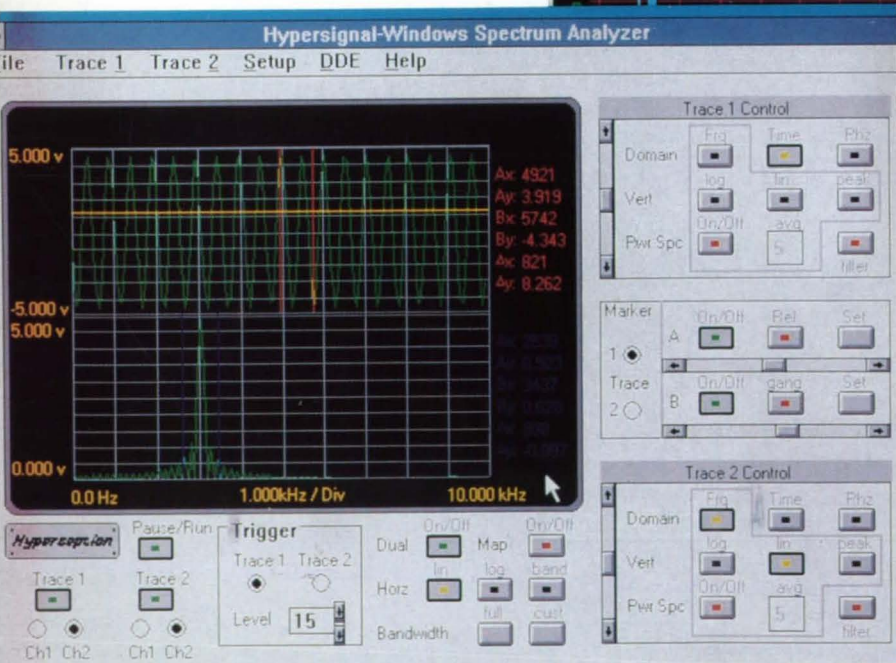 Hypersignal-Windows Spectrum Analyzer
ile Trace 1 Trace 2 Setup DDE Help
5.000 v
-5.000 v
5.000 v
0.000 v
0.0 Hz 1.000kHz / Div 10.000 kHz
Ax: 4921
Ay: 3.919
Bx: 5742
By: -4.343
Δx: 821
Δy: 8.262
Trace 1 Control
Frq Time Phz
Domain
log lin peak
Vert
On/Off avg
Pwr Spc 5
filter
Marker On/Off Rel Set
A
1
Trace On/Off gang Set
2 B
Trace 2 Control
Frq Time Phz
Domain
log lin peak
Vert
On/Off avg
Pwr Spc 5
filter
Hyperception
Pause/Run
Trace 1 Trace 2
Ch1 Ch2 Ch1 Ch2
Trigger
Trace 1 Trace 2
Level 15
On/Off On/Off
Dual Map
lin log band
Horz
full cust
Bandwidth